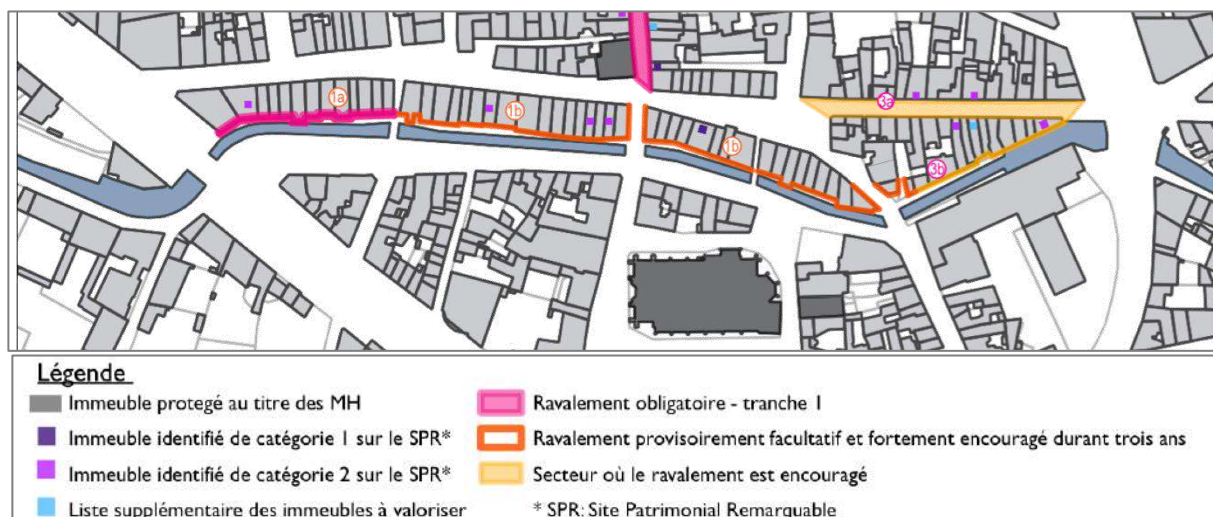 3a
1a
1b
1b
3b
Légende
Immeuble protegé au titre des MH
Immeuble identifié de catégorie 1 sur le SPR*
Immeuble identifié de catégorie 2 sur le SPR*
Liste supplémentaire des immeubles à valoriser
Ravalement obligatoire - tranche 1
Ravalement provisoirement facultatif et fortement encouragé durant trois ans
Secteur où le ravalement est encouragé
* SPR: Site Patrimonial Remarquable